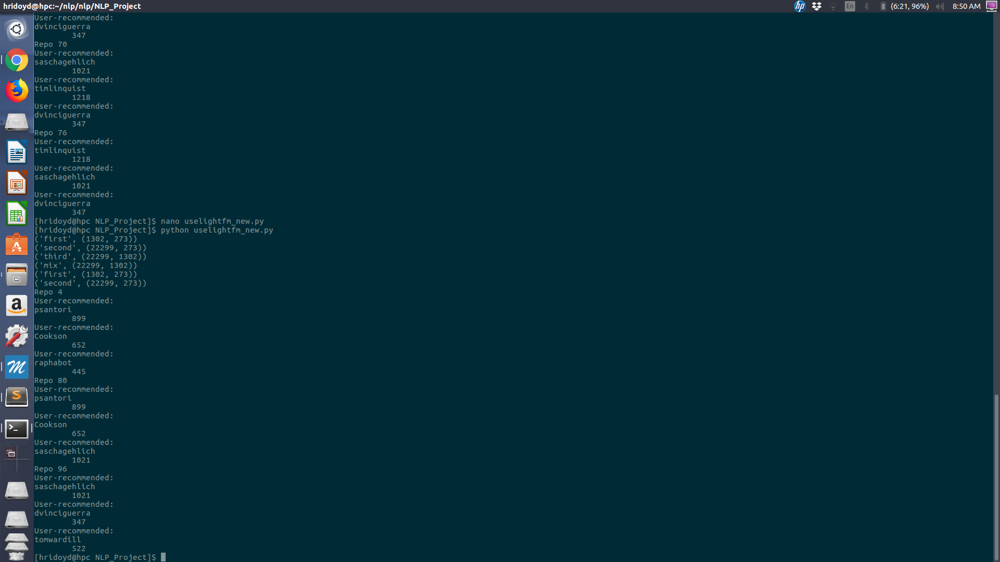 hridoyd@hpc:~/nlp/nlp/NLP_Project
hp
En
(6:21, 96%)
8:50 AM
User-recommended:
dvinciguerra
        347
Repo 70
User-recommended:
saschagehlich
        1021
User-recommended:
timlinquist
        1218
User-recommended:
dvinciguerra
        347
Repo 76
User-recommended:
timlinquist
        1218
User-recommended:
saschagehlich
        1021
User-recommended:
dvinciguerra
        347
[hridoyd@hpc NLP_Project]$ nano uselightfm_new.py
[hridoyd@hpc NLP_Project]$ python uselightfm_new.py
('first', (1302, 273))
('second', (22299, 273))
('third', (22299, 1302))
('mix', (22299, 1302))
('first', (1302, 273))
('second', (22299, 273))
Repo 4
User-recommended:
psantori
        899
User-recommended:
Cookson
        652
User-recommended:
raphabot
        445
Repo 80
User-recommended:
psantori
        899
User-recommended:
Cookson
        652
User-recommended:
saschagehlich
        1021
Repo 96
User-recommended:
saschagehlich
        1021
User-recommended:
dvinciguerra
        347
User-recommended:
tomwardill
        522
[hridoyd@hpc NLP_Project]$